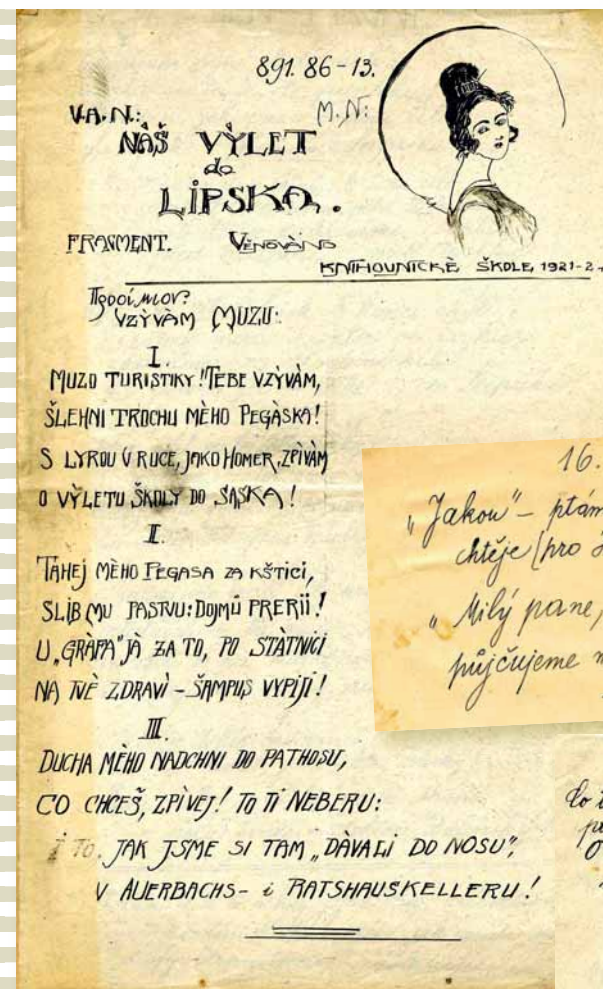 891. 86-13.
V.A.N.: M.N:
NÁŠ VÝLET
do
LIPSKA.
FRAGMENT. VĚNOVÁNO
KNIHOVNICKÉ ŠKOLE, 1921-2.
VZÝVÁM MUZU:
I.
MUZO TURISTIKY! TEBE VZÝVÁM,
ŠLEHNI TROCHU MÉHO PEGÁSKA!
S LYROU V RUCE, JAKO HOMER, ZPÍVÁM
O VÝLETU ŠKOLY DO SASKA!
II.
TÁHEJ MÉHO PEGASA ZA KŠTICI,
SLIB MU PASTVU: DOJMŮ PRERII!
U „GRÁFA" JÁ ZA TO, PO STÁTNICI
NA TVÉ ZDRAVÍ – ŠAMPUS VYPIJI!
III.
DUCHA MÉHO NADCHNI DO PATHOSU,
CO CHCEŠ, ZPÍVEJ! TO TI NEBERU:
I TO, JAK JSME SI TAM „DÁVALI DO NOSU",
V AUERBACHS- i RATSHAUSKELLERU!
16.
„Jakou" – ptám
chtěje (pro
„Milý pane,
půjčujeme